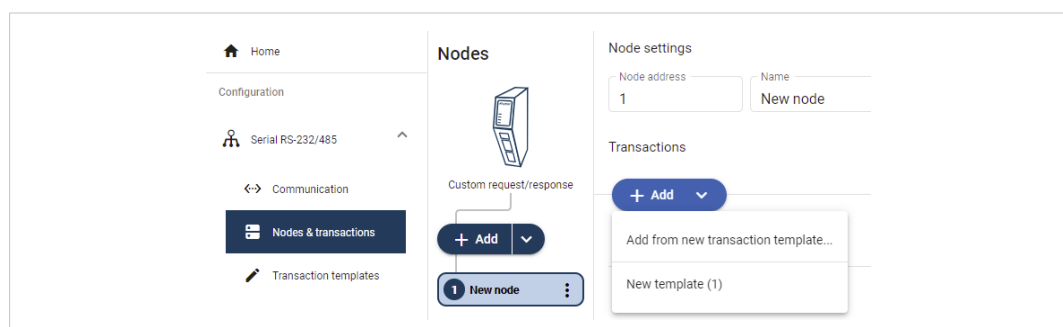 Home
Configuration
Serial RS-232/485
Communication
Nodes & transactions
Transaction templates
Nodes
Custom request/response
+ Add
1 New node
Node settings
Node address
1
Name
New node
Transactions
+ Add
Add from new transaction template...
New template (1)